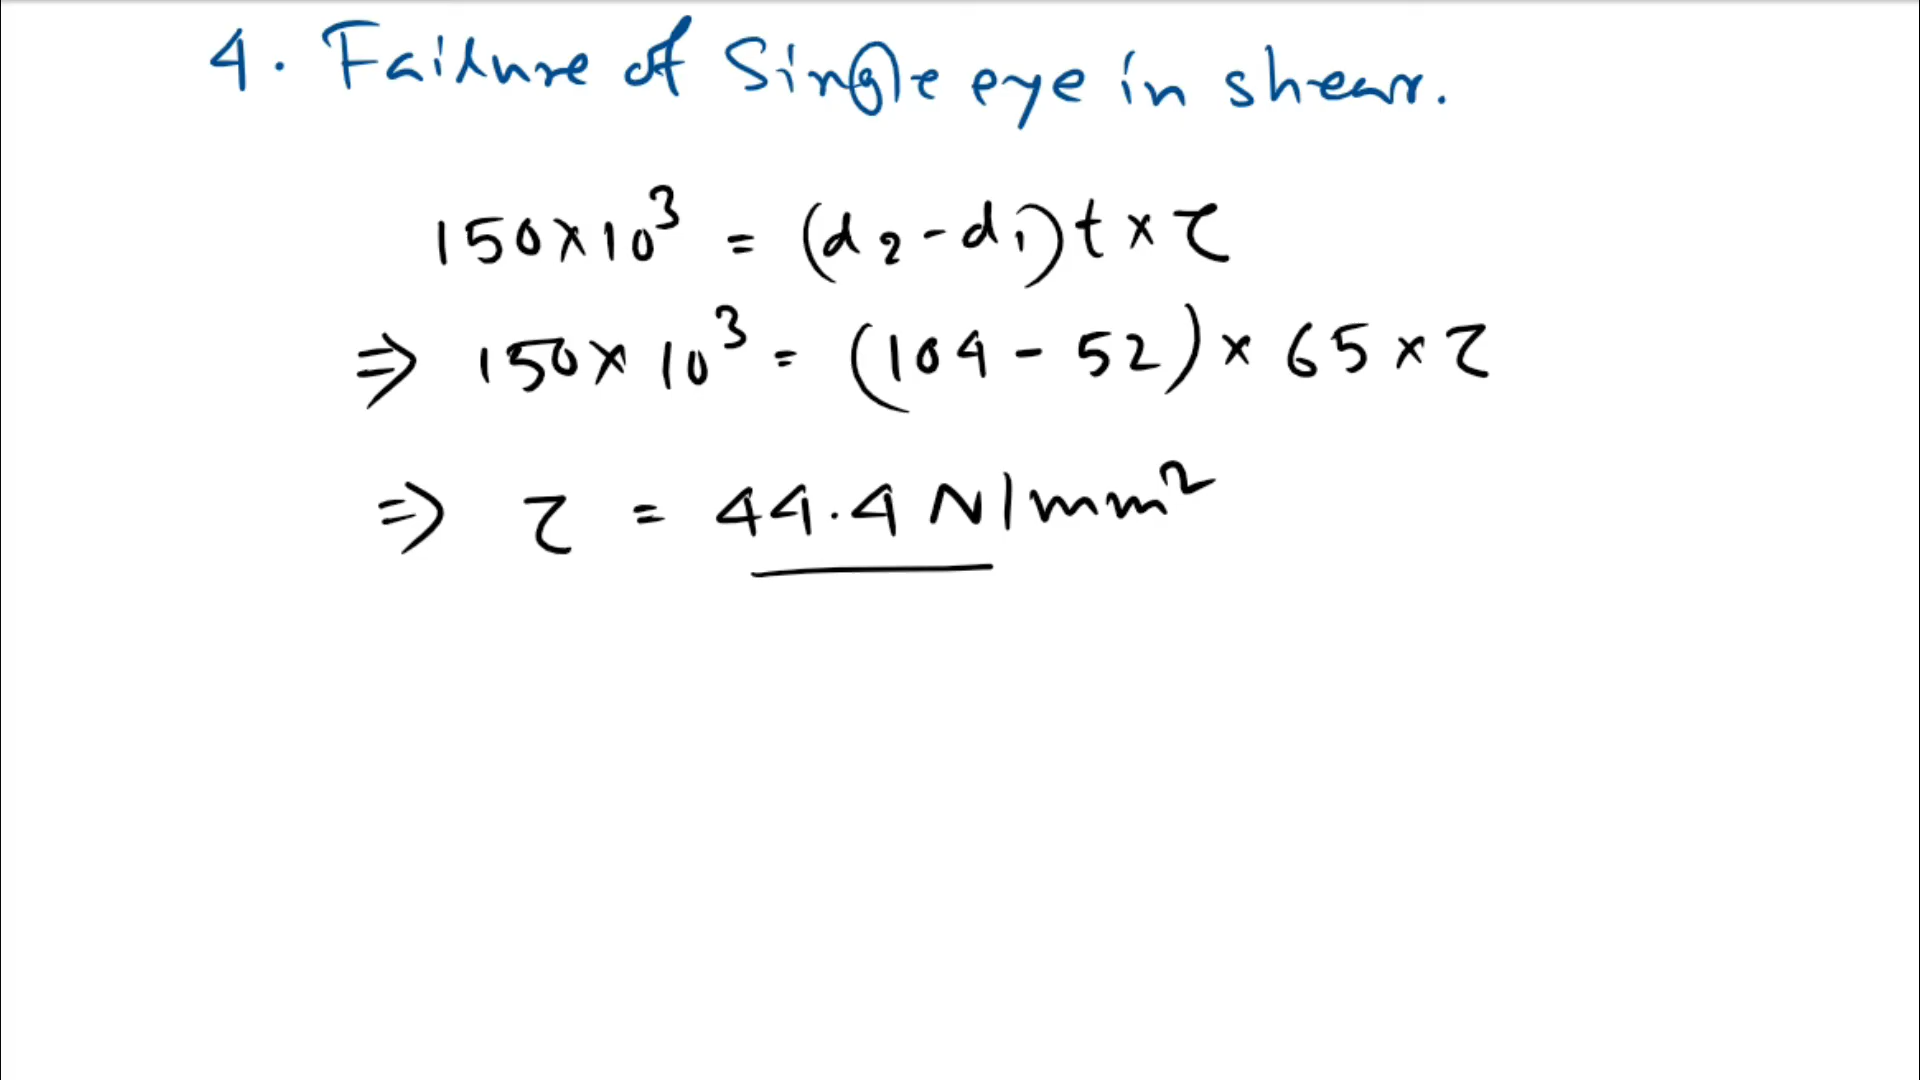 4. Failure of Single eye in shear.
150×10³ = (d₂-d₁)t×τ
⇒ 150×10³ = (104-52)×65×τ
⇒ τ = 44.4 N/mm²